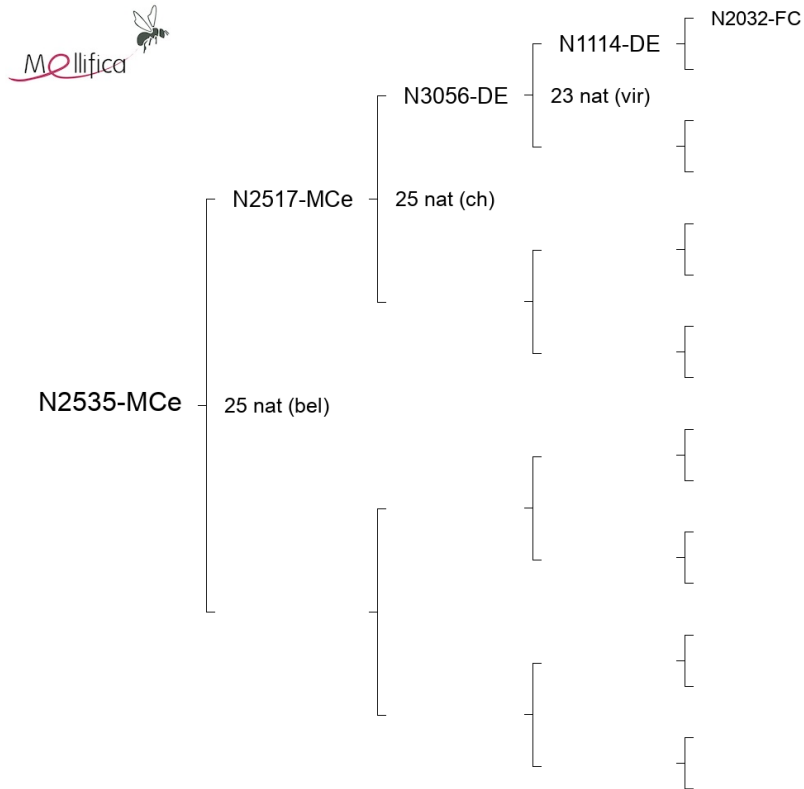 Mellifica
N2032-FC
N1114-DE
N3056-DE
23 nat (vir)
N2517-MCe
25 nat (ch)
N2535-MCe
25 nat (bel)